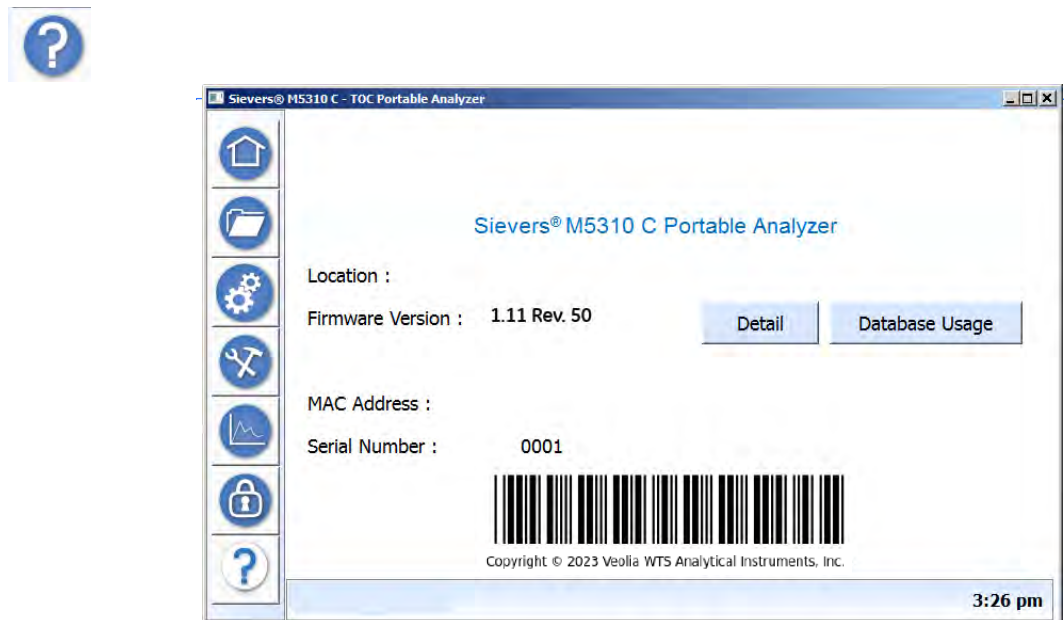 Sievers® M5310 C - TOC Portable Analyzer
Sievers® M5310 C Portable Analyzer
Location :
Firmware Version : 1.11 Rev. 50
Detail
Database Usage
MAC Address :
Serial Number : 0001
Copyright © 2023 Veolia WTS Analytical Instruments, Inc.
3:26 pm